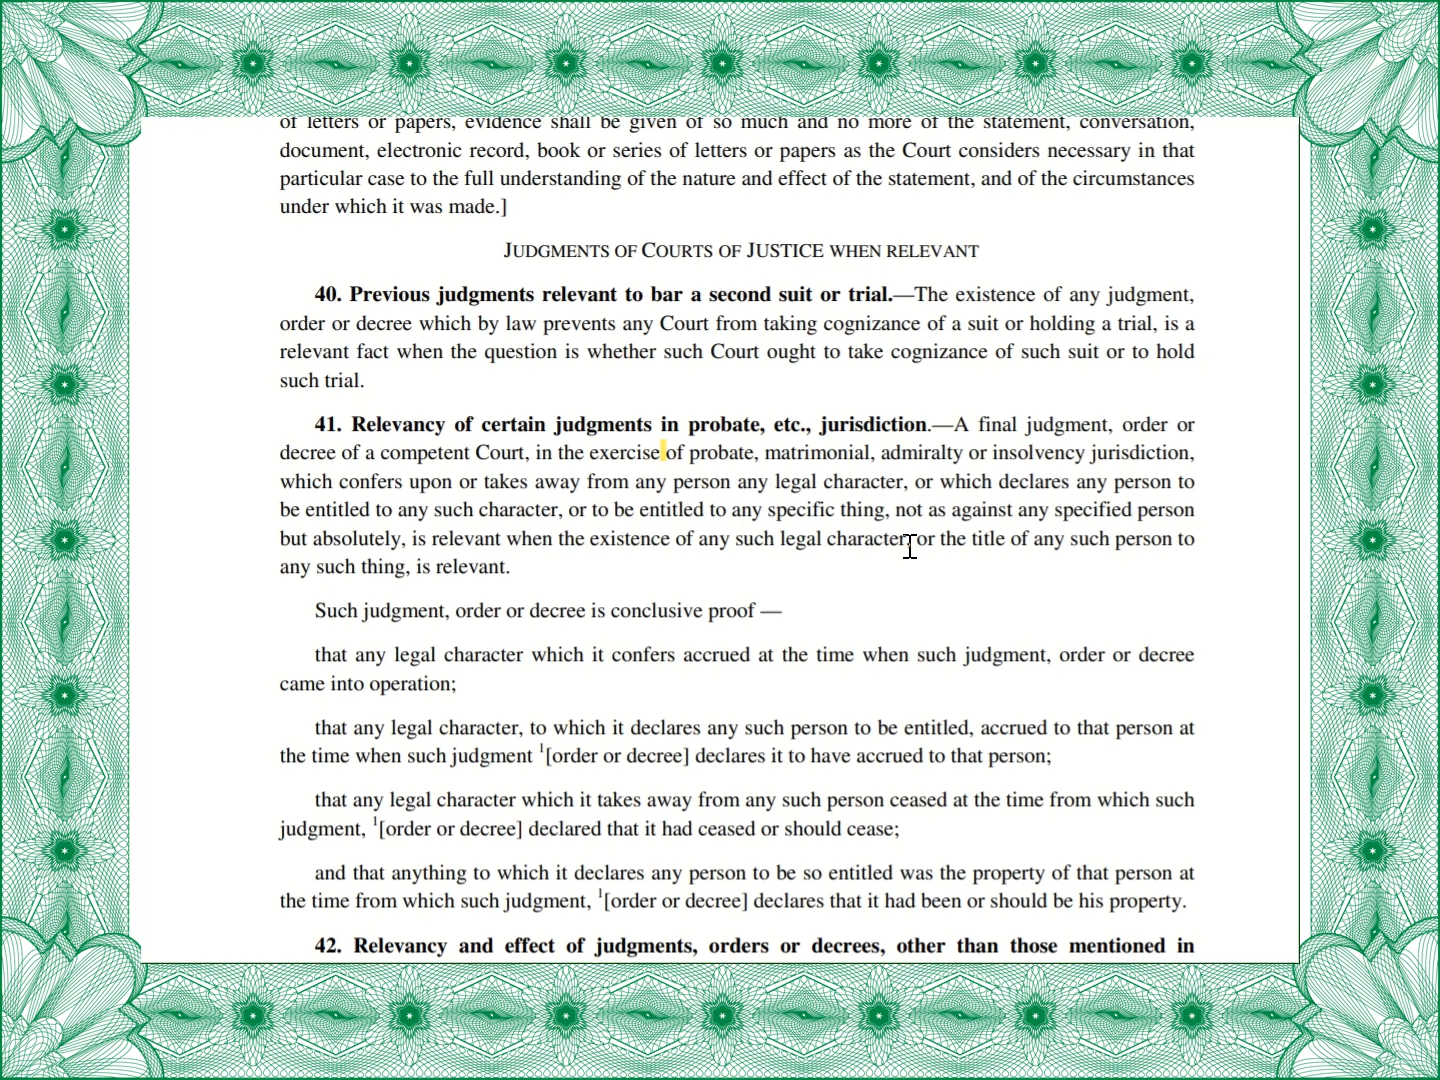 of letters or papers, evidence shall be given of so much and no more of the statement, conversation,
document, electronic record, book or series of letters or papers as the Court considers necessary in that
particular case to the full understanding of the nature and effect of the statement, and of the circumstances
under which it was made.]
JUDGMENTS OF COURTS OF JUSTICE WHEN RELEVANT
40. Previous judgments relevant to bar a second suit or trial.—The existence of any judgment,
order or decree which by law prevents any Court from taking cognizance of a suit or holding a trial, is a
relevant fact when the question is whether such Court ought to take cognizance of such suit or to hold
such trial.
41. Relevancy of certain judgments in probate, etc., jurisdiction.—A final judgment, order or
decree of a competent Court, in the exercise of probate, matrimonial, admiralty or insolvency jurisdiction,
which confers upon or takes away from any person any legal character, or which declares any person to
be entitled to any such character, or to be entitled to any specific thing, not as against any specified person
but absolutely, is relevant when the existence of any such legal character, or the title of any such person to
any such thing, is relevant.
Such judgment, order or decree is conclusive proof —
that any legal character which it confers accrued at the time when such judgment, order or decree
came into operation;
that any legal character, to which it declares any such person to be entitled, accrued to that person at
the time when such judgment 1[order or decree] declares it to have accrued to that person;
that any legal character which it takes away from any such person ceased at the time from which such
judgment, 1[order or decree] declared that it had ceased or should cease;
and that anything to which it declares any person to be so entitled was the property of that person at
the time from which such judgment, 1[order or decree] declares that it had been or should be his property.
42. Relevancy and effect of judgments, orders or decrees, other than those mentioned in